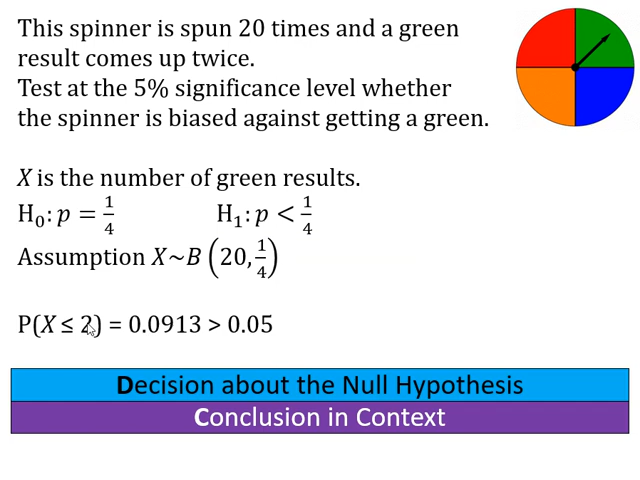 This spinner is spun 20 times and a green
result comes up twice.
Test at the 5% significance level whether
the spinner is biased against getting a green.
X is the number of green results.
H₀: p = 1/4 H₁: p < 1/4
Assumption X~B (20, 1/4)
P(X ≤ 2) = 0.0913 > 0.05
Decision about the Null Hypothesis
Conclusion in Context